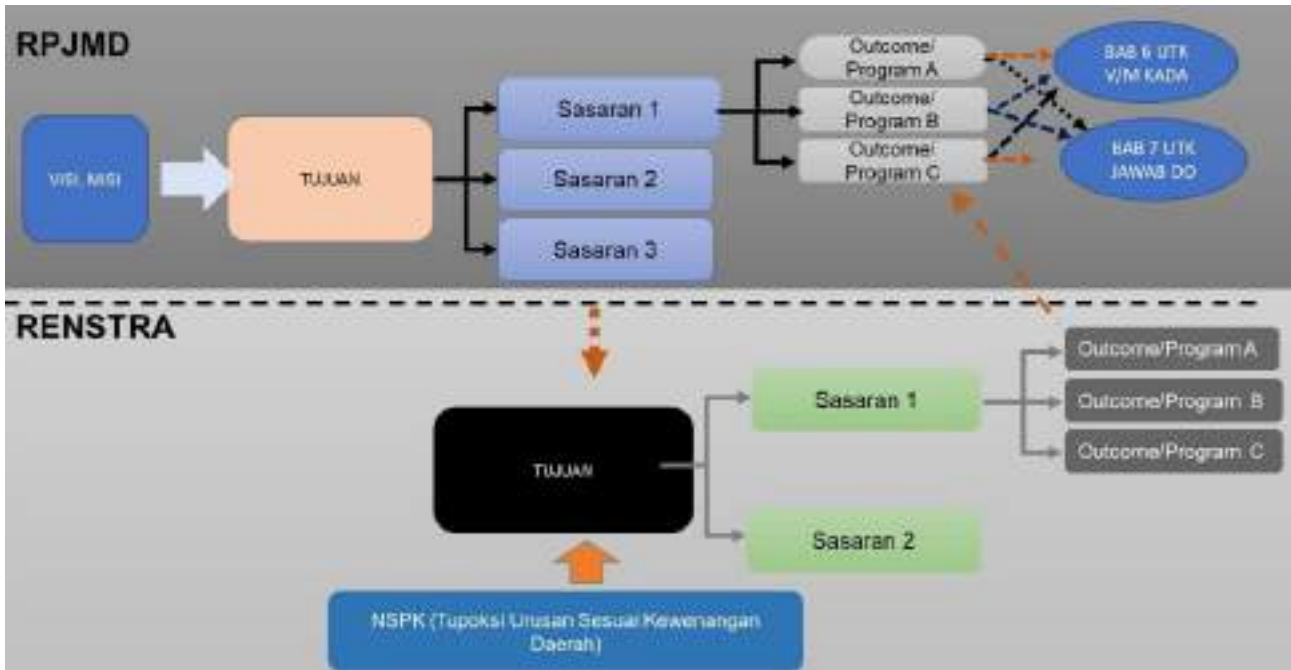 RPJMD
VISI, MISI
TUJUAN
Sasaran 1
Sasaran 2
Sasaran 3
Outcome/
Program A
Outcome/
Program B
Outcome/
Program C
BAB 6 UTK
V/M KADA
BAB 7 UTK
JAWAB DO
RENSTRA
TUJUAN
Sasaran 1
Sasaran 2
Outcome/Program A
Outcome/Program B
Outcome/Program C
NSPK (Tupoksi Urusan Sesuai Kewenangan
Daerah)